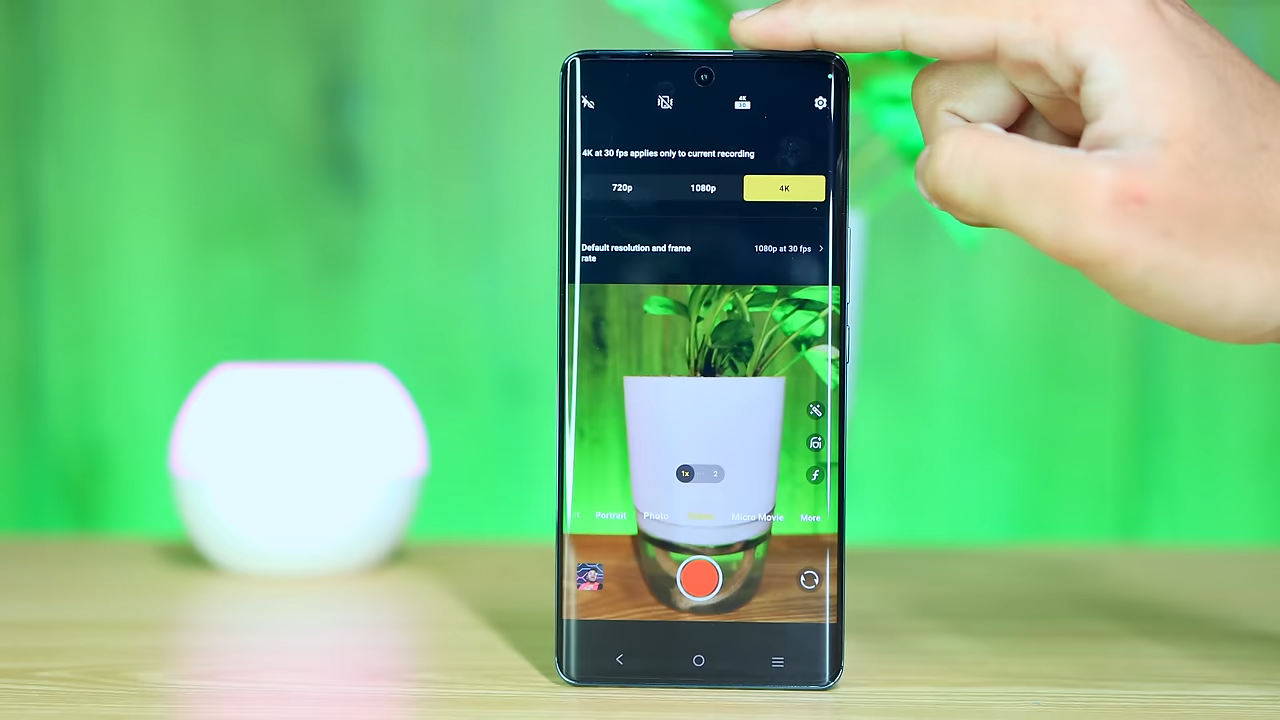 4K
30
4K at 30 fps applies only to current recording
720p 1080p 4K
Default resolution and frame 1080p at 30 fps
rate
1x 2
Portrait Photo Video Micro Movie More